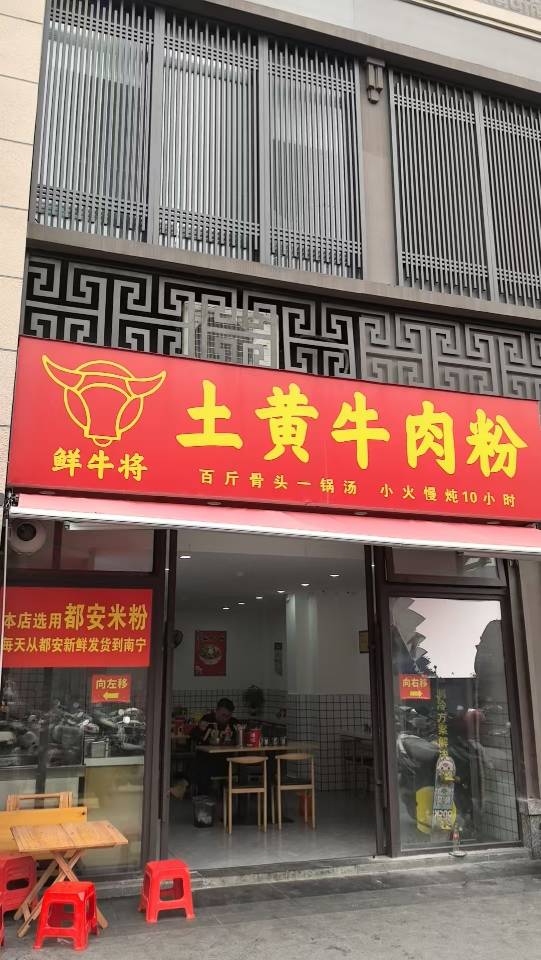 土黄牛肉粉
鲜牛将
百斤骨头一锅汤 小火慢炖10小时
本店选用都安米粉
每天从都安新鲜发货到南宁
向左移
向右移